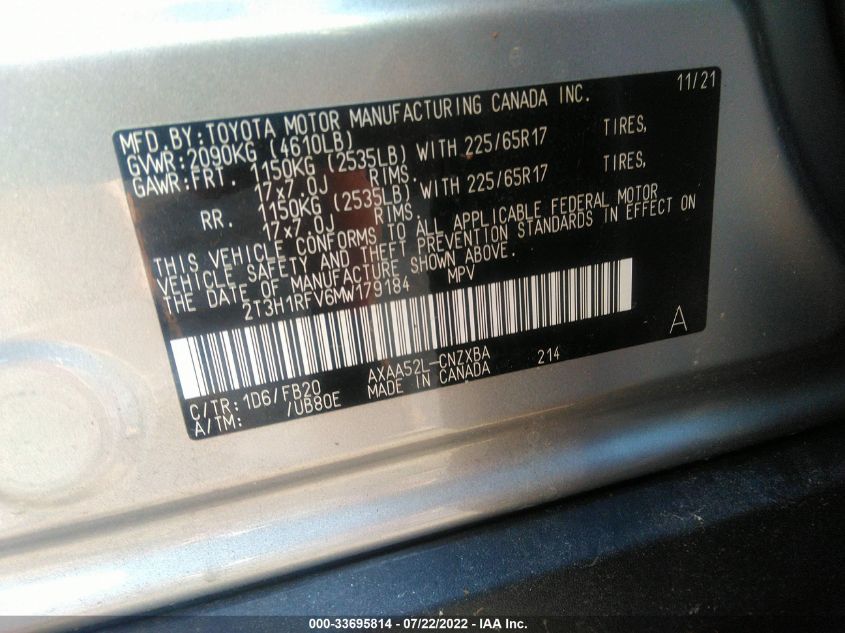 MFD.BY:TOYOTA MOTOR MANUFACTURING CANADA INC. 11/21
GVWR:2090KG (4610LB)
GAWR:FRT. 1150KG (2535LB) WITH 225/65R17 TIRES,
17x7.0J RIMS.
RR. 1150KG (2535LB) WITH 225/65R17 TIRES,
17x7.0J RIMS.
THIS VEHICLE CONFORMS TO ALL APPLICABLE FEDERAL MOTOR
VEHICLE SAFETY AND THEFT PREVENTION STANDARDS IN EFFECT ON
THE DATE OF MANUFACTURE SHOWN ABOVE.
2T3H1RFV6MW179184 MPV
A
C/TR: 1D6/FB20 AXAA52L-CNZXBA 214
A/TM: /UB80E MADE IN CANADA
000-33695814 / 07/22/2022 - IAA Inc.